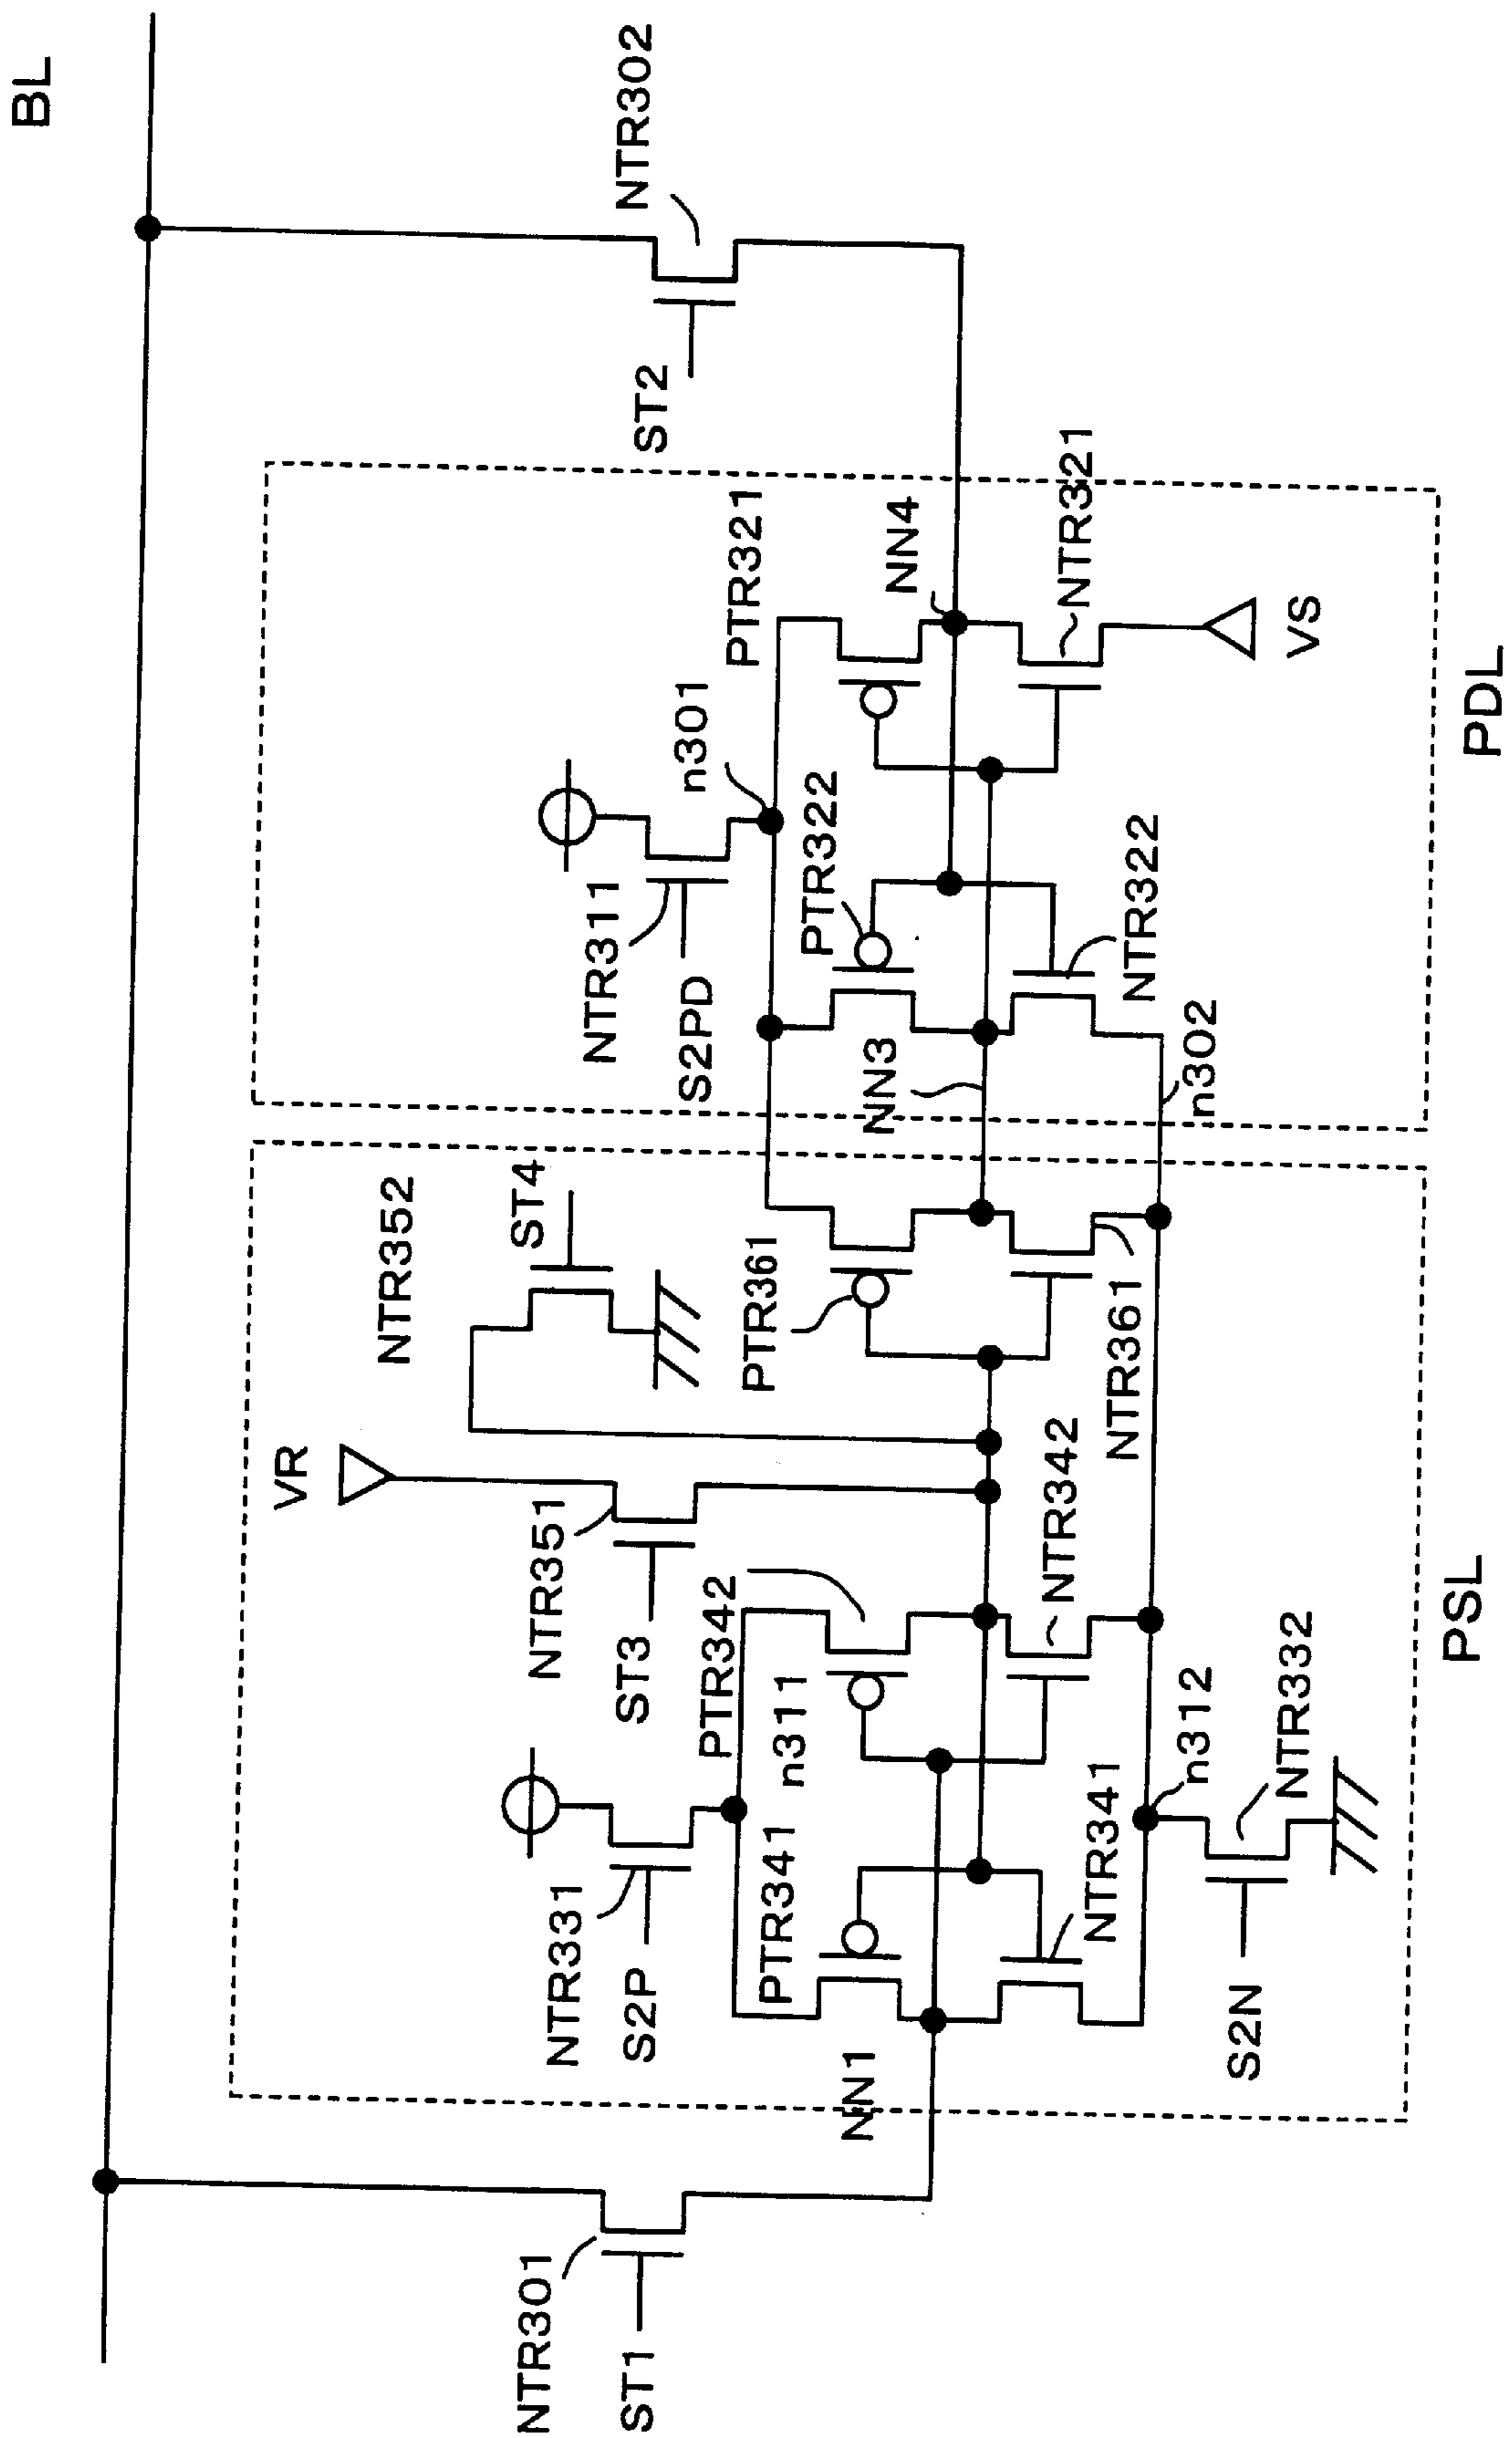 BL
NTR302
ST2
PTR321
NN4
NTR321
VS
n301
NTR311
S2PD
PTR322
NTR322
NN3
n302
PDL
NTR352
ST4
PTR361
NTR361
VR
NTR351
ST3
PTR342
n311
NTR342
NTR331
S2P
PTR341
NTR341
n312
NTR332
S2N
NN1
PSL
NTR301
ST1